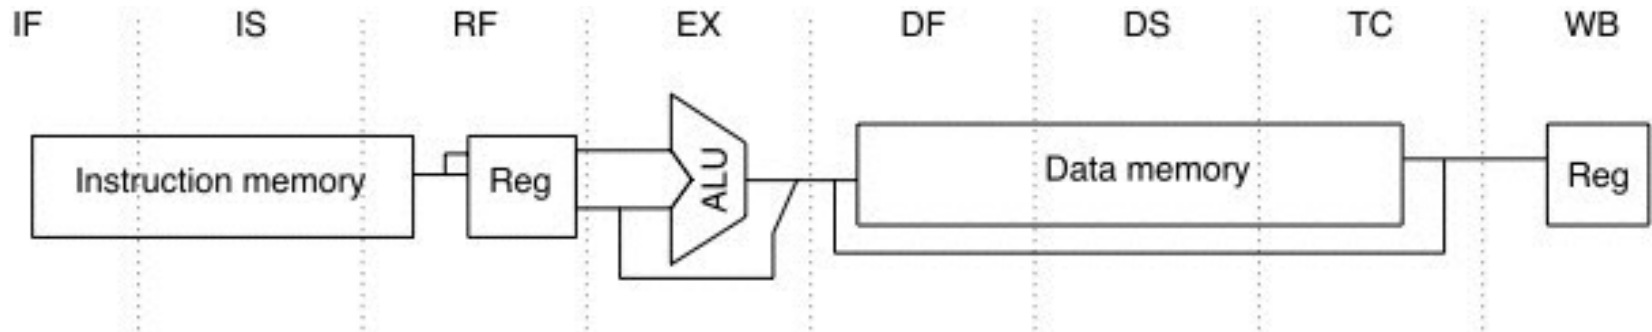 IF IS RF EX DF DS TC WB
Instruction memory Reg ALU Data memory Reg